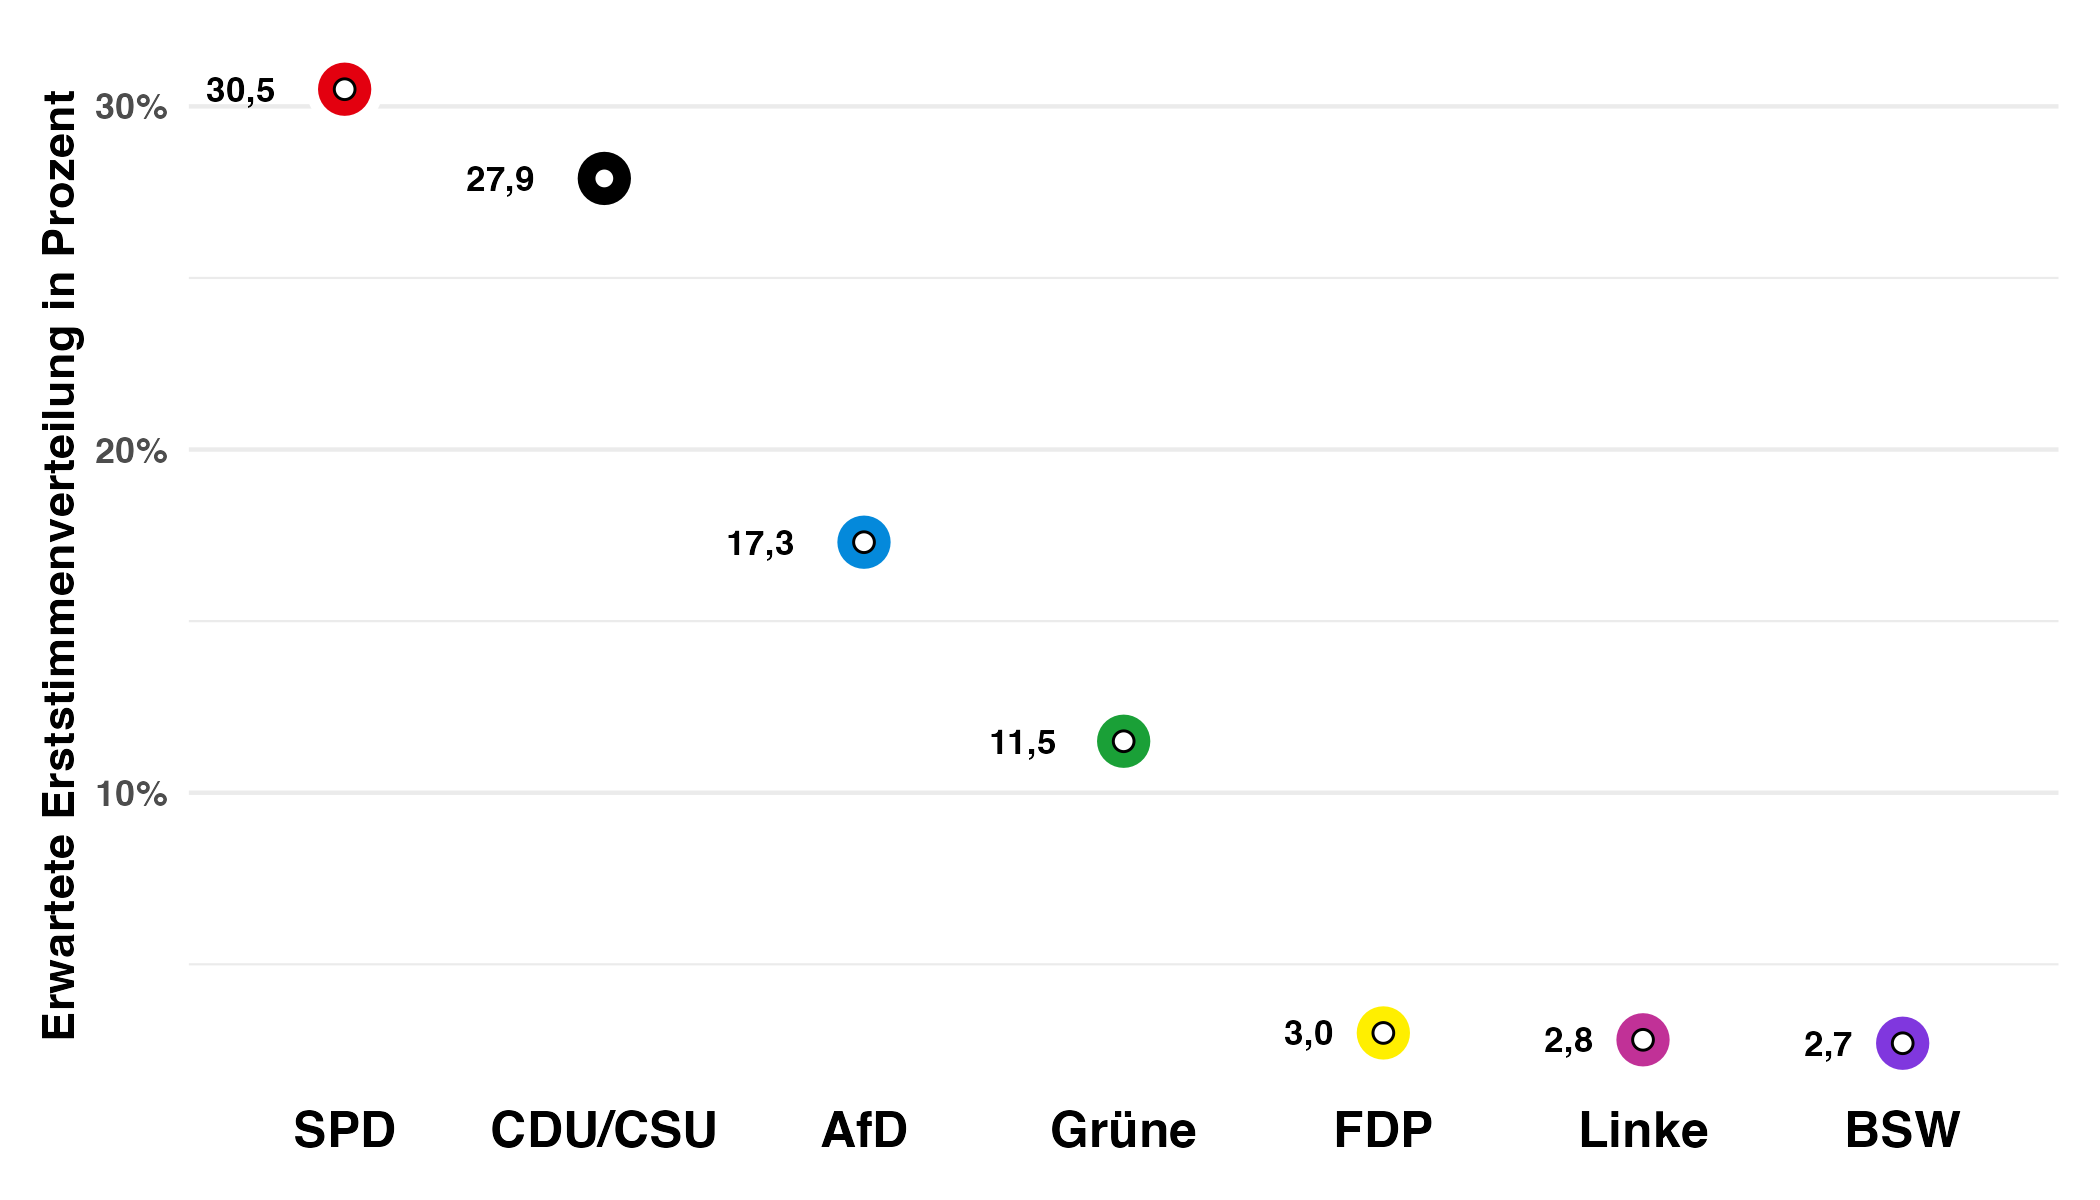 Erwartete Erststimmenverteilung in Prozent
30%
20%
10%
30,5
27,9
17,3
11,5
3,0
2,8
2,7
SPD
CDU/CSU
AfD
Grüne
FDP
Linke
BSW